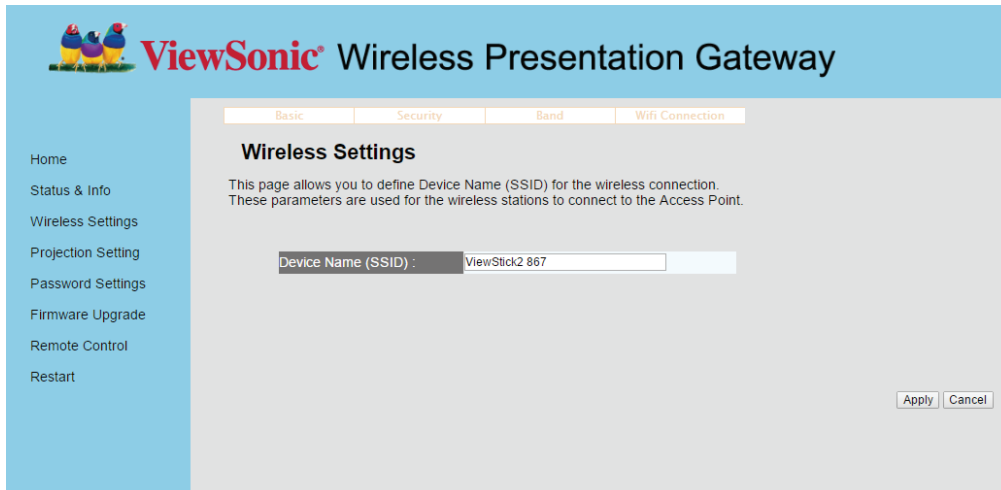 ViewSonic® Wireless Presentation Gateway
Basic Security Band Wifi Connection
Home
Status & Info
Wireless Settings
Projection Setting
Password Settings
Firmware Upgrade
Remote Control
Restart
Wireless Settings
This page allows you to define Device Name (SSID) for the wireless connection.
These parameters are used for the wireless stations to connect to the Access Point.
Device Name (SSID) : ViewStick2 867
Apply Cancel